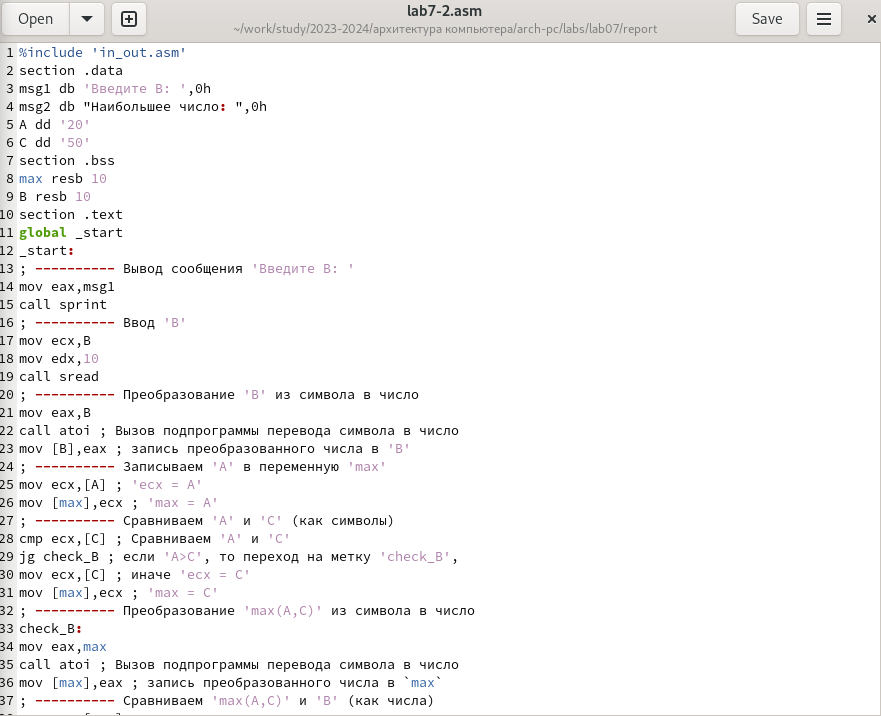 Open
lab7-2.asm
~/work/study/2023-2024/архитектура компьютера/arch-pc/labs/lab07/report
Save
1 %include 'in_out.asm'
2 section .data
3 msg1 db 'Введите B: ',0h
4 msg2 db "Наибольшее число: ",0h
5 A dd '20'
6 C dd '50'
7 section .bss
8 max resb 10
9 B resb 10
10 section .text
11 global _start
12 _start:
13 ; ---------- Вывод сообщения 'Введите B: '
14 mov eax,msg1
15 call sprint
16 ; ---------- Ввод 'B'
17 mov ecx,B
18 mov edx,10
19 call sread
20 ; ---------- Преобразование 'B' из символа в число
21 mov eax,B
22 call atoi ; Вызов подпрограммы перевода символа в число
23 mov [B],eax ; запись преобразованного числа в 'B'
24 ; ---------- Записываем 'A' в переменную 'max'
25 mov ecx,[A] ; 'ecx = A'
26 mov [max],ecx ; 'max = A'
27 ; ---------- Сравниваем 'A' и 'C' (как символы)
28 cmp ecx,[C] ; Сравниваем 'A' и 'C'
29 jg check_B ; если 'A>C', то переход на метку 'check_B',
30 mov ecx,[C] ; иначе 'ecx = C'
31 mov [max],ecx ; 'max = C'
32 ; ---------- Преобразование 'max(A,C)' из символа в число
33 check_B:
34 mov eax,max
35 call atoi ; Вызов подпрограммы перевода символа в число
36 mov [max],eax ; запись преобразованного числа в `max`
37 ; ---------- Сравниваем 'max(A,C)' и 'B' (как числа)